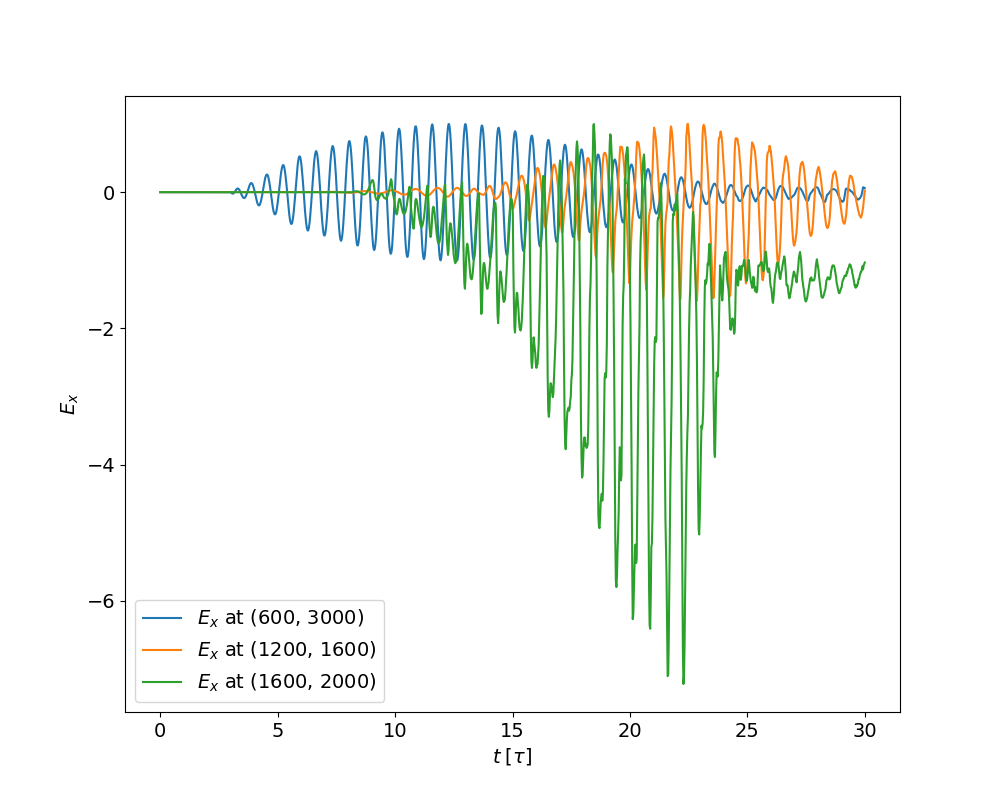 0
−2
−4
−6
E_x
E_x at (600, 3000)
E_x at (1200, 1600)
E_x at (1600, 2000)
0 5 10 15 20 25 30
t [τ]